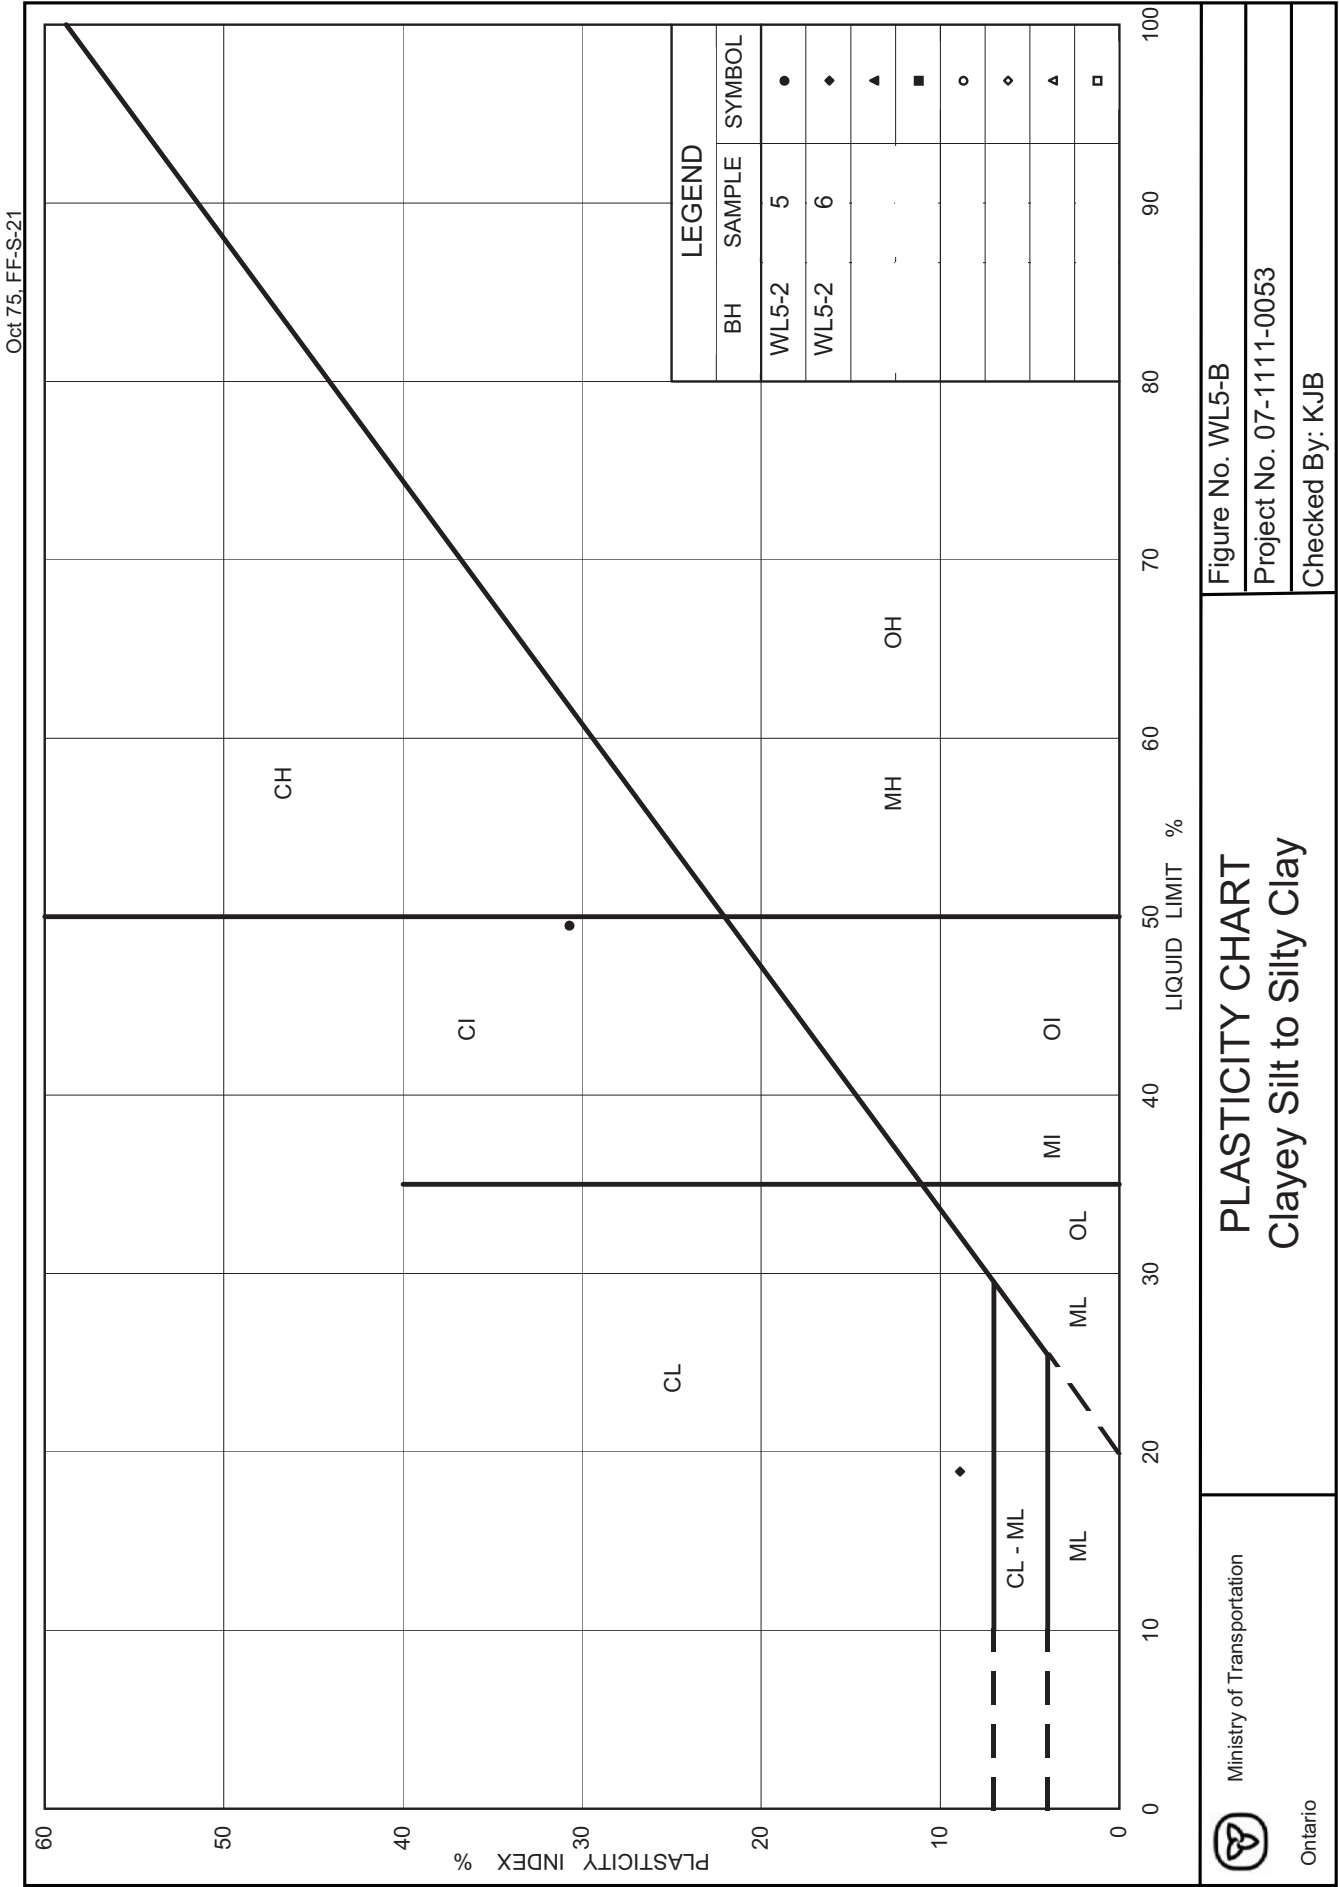 Oct 75, FF-S-21
PLASTICITY INDEX %
60
50
40
30
20
10
0
CH
CI
CL
CL - ML
ML
ML
OL
MI
OI
MH
OH
LEGEND
BH SAMPLE SYMBOL
WL5-2 5
WL5-2 6
0 10 20 30 40 50 60 70 80 90 100
LIQUID LIMIT %
Ministry of Transportation
Ontario
PLASTICITY CHART
Clayey Silt to Silty Clay
Figure No. WL5-B
Project No. 07-1111-0053
Checked By: KJB